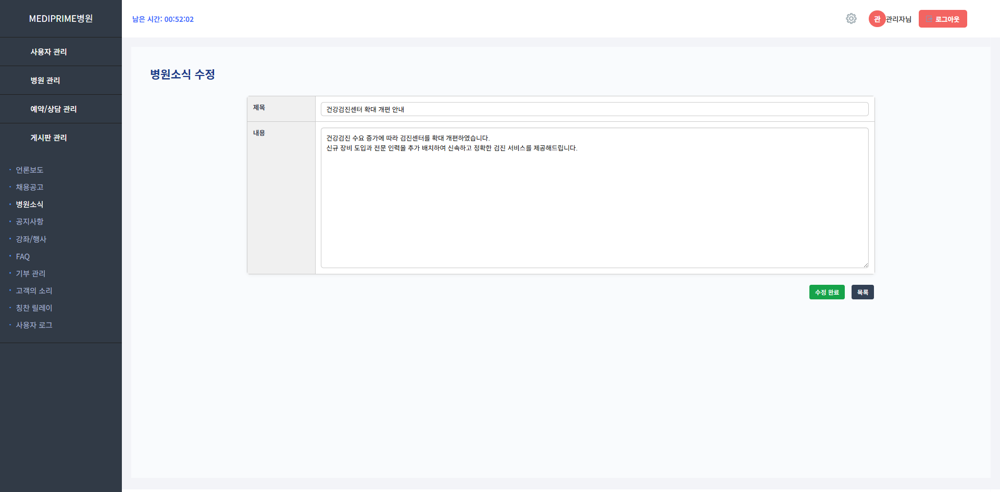 MEDIPRIME병원
사용자 관리
병원 관리
예약/상담 관리
게시판 관리
언론보도
채용공고
병원소식
공지사항
강좌/행사
FAQ
기부 관리
고객의 소리
칭찬 릴레이
사용자 로그
남은 시간: 00:52:02
관 관리자님
로그아웃
병원소식 수정
제목
건강검진센터 확대 개편 안내
내용
건강검진 수요 증가에 따라 검진센터를 확대 개편하였습니다.
신규 장비 도입과 전문 인력을 추가 배치하여 신속하고 정확한 검진 서비스를 제공해드립니다.
수정 완료
목록